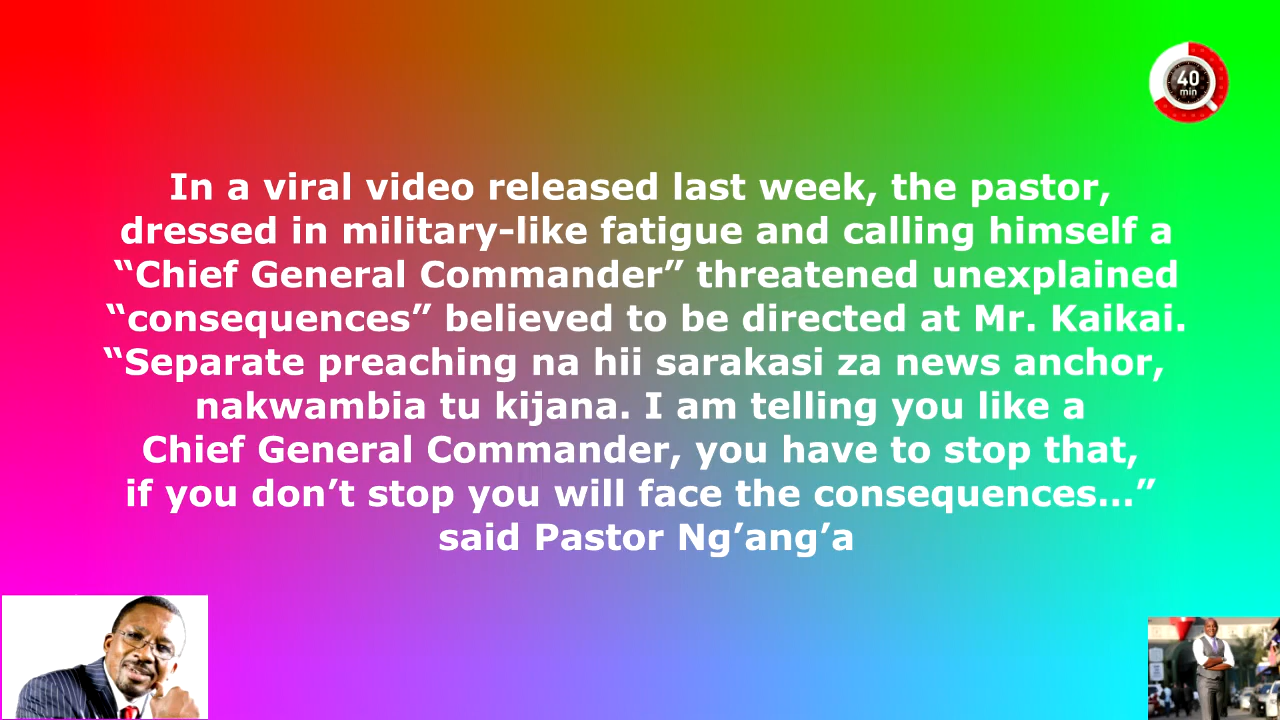 40
min
In a viral video released last week, the pastor,
dressed in military-like fatigue and calling himself a
“Chief General Commander” threatened unexplained
“consequences” believed to be directed at Mr. Kaikai.
“Separate preaching na hii sarakasi za news anchor,
nakwambia tu kijana. I am telling you like a
Chief General Commander, you have to stop that,
if you don’t stop you will face the consequences...”
said Pastor Ng’ang’a